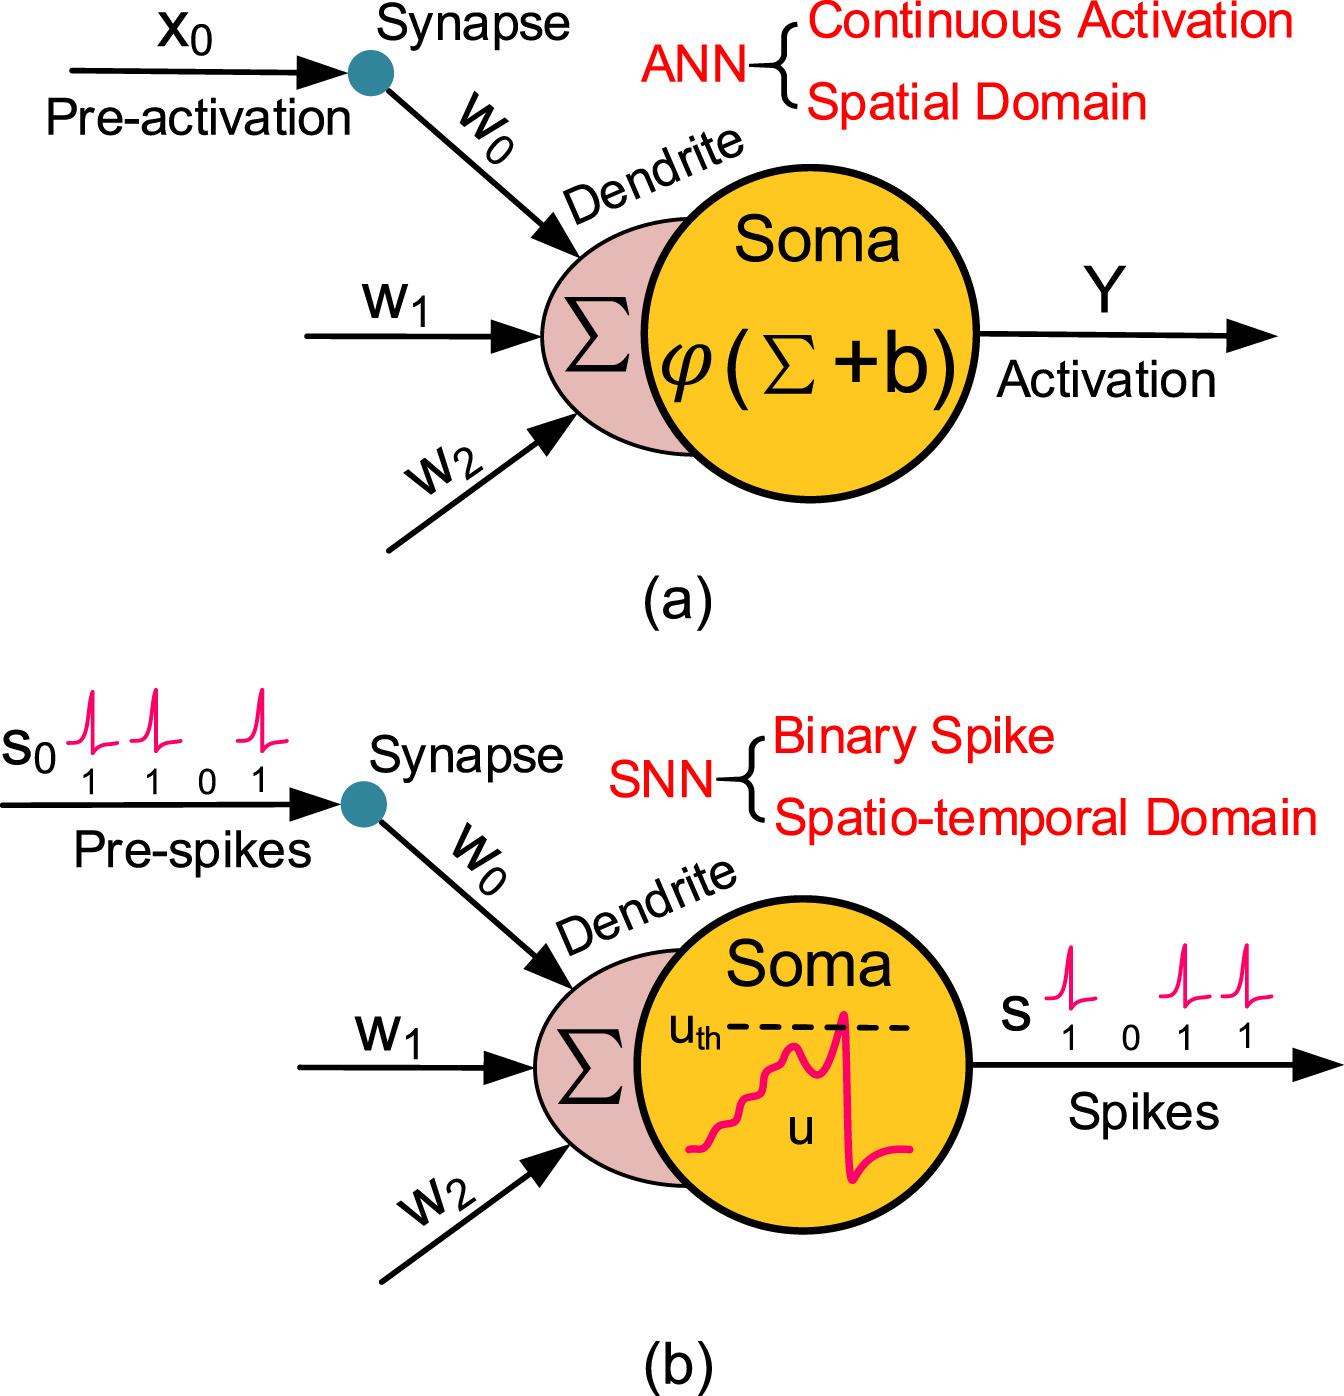 x0
Synapse
Pre-activation
ANN
Continuous Activation
Spatial Domain
W0
Dendrite
w1
w2
Σ
Soma
φ(Σ+b)
Y
Activation
(a)
s0
1 1 0 1
Pre-spikes
Synapse
SNN
Binary Spike
Spatio-temporal Domain
W0
Dendrite
w1
w2
Σ
Soma
uth
u
s
1 0 1 1
Spikes
(b)